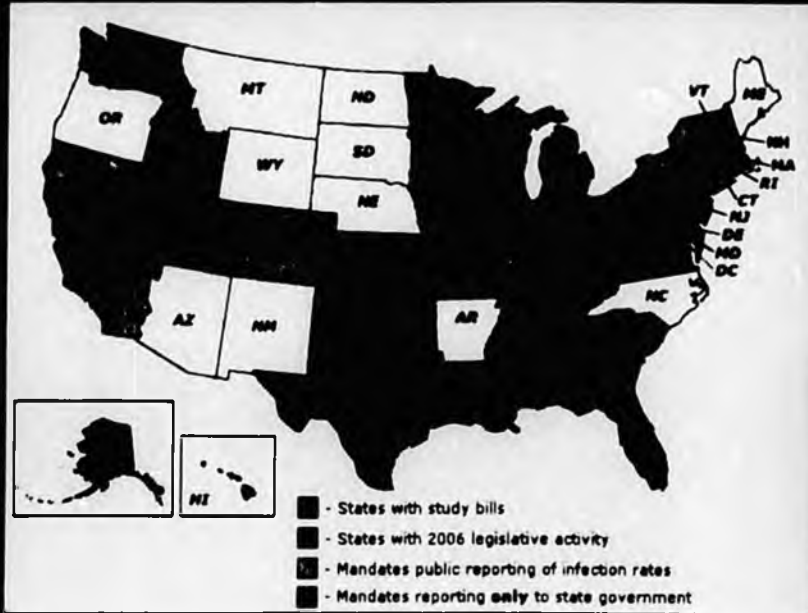 VT
ME
MT
ND
OR
NH
MA
SD
WY
RI
NE
CT
NJ
DE
MD
DC
NC
AZ
NM
AR
HI
- States with study bills
- States with 2006 legislative activity
- Mandates public reporting of infection rates
- Mandates reporting only to state government